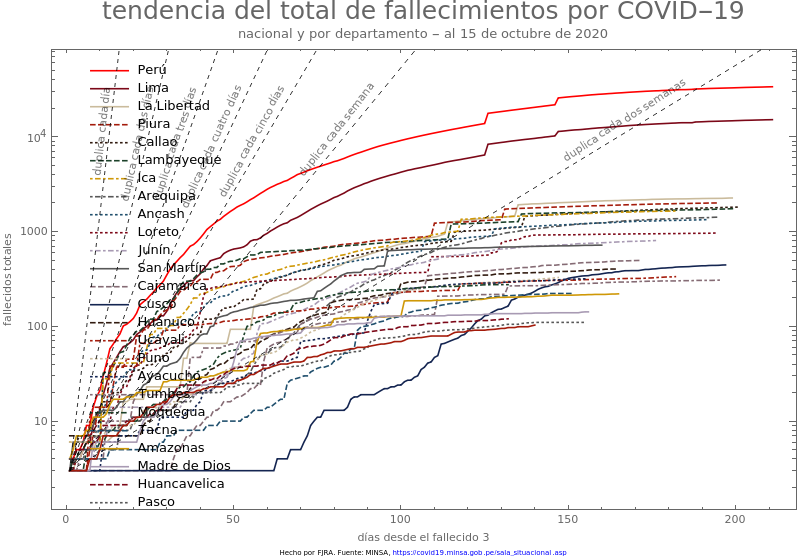 tendencia del total de fallecimientos por COVID−19
nacional y por departamento − al 15 de octubre de 2020
fallecidos totales
10⁴
1000
100
10
duplica cada día
duplica cada dos días
duplica cada tres días
duplica cada cuatro días
duplica cada cinco días
duplica cada semana
duplica cada dos semanas
Perú
Lima
La Libertad
Piura
Callao
Lambayeque
Ica
Arequipa
Ancash
Loreto
Junín
San Martín
Cajamarca
Cusco
Huánuco
Ucayali
Puno
Ayacucho
Tumbes
Moquegua
Tacna
Amazonas
Madre de Dios
Huancavelica
Pasco
0 50 100 150 200
días desde el fallecido 3
Hecho por FJRA. Fuente: MINSA, https://covid19.minsa.gob.pe/sala_situacional.asp